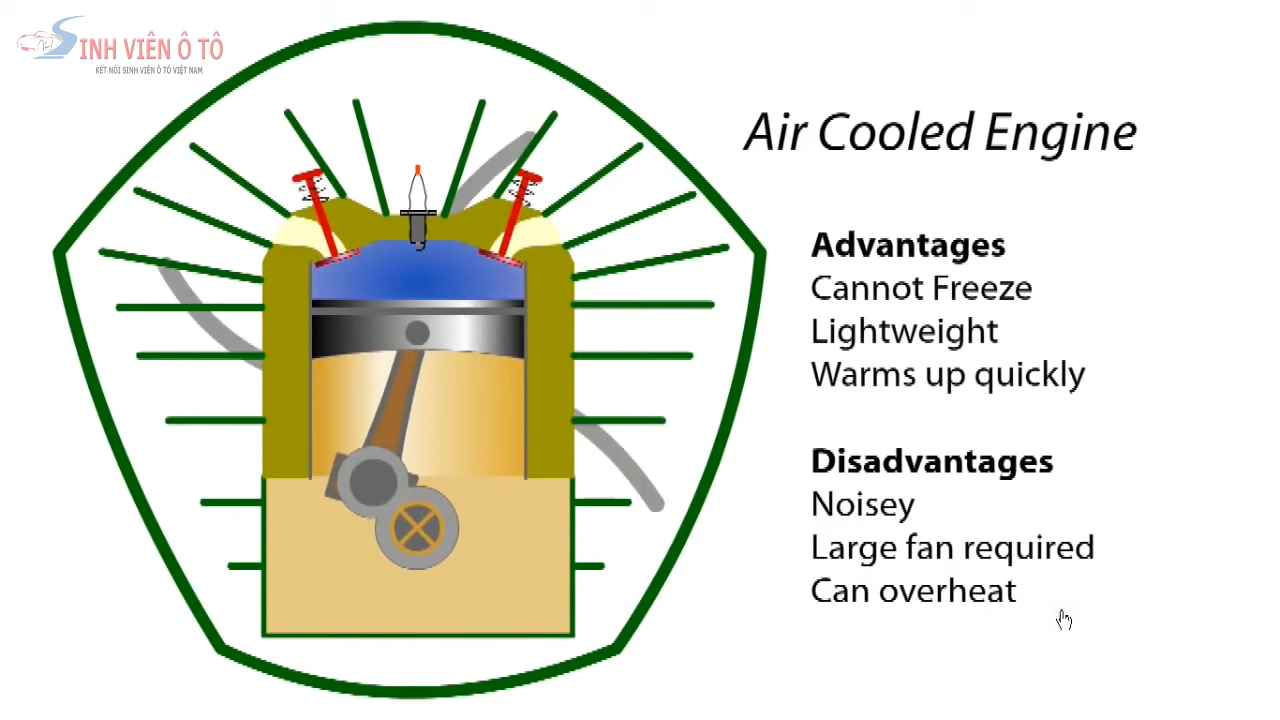 SINH VIÊN Ô TÔ
KẾT NỐI SINH VIÊN Ô TÔ VIỆT NAM
Air Cooled Engine
Advantages
Cannot Freeze
Lightweight
Warms up quickly
Disadvantages
Noisey
Large fan required
Can overheat